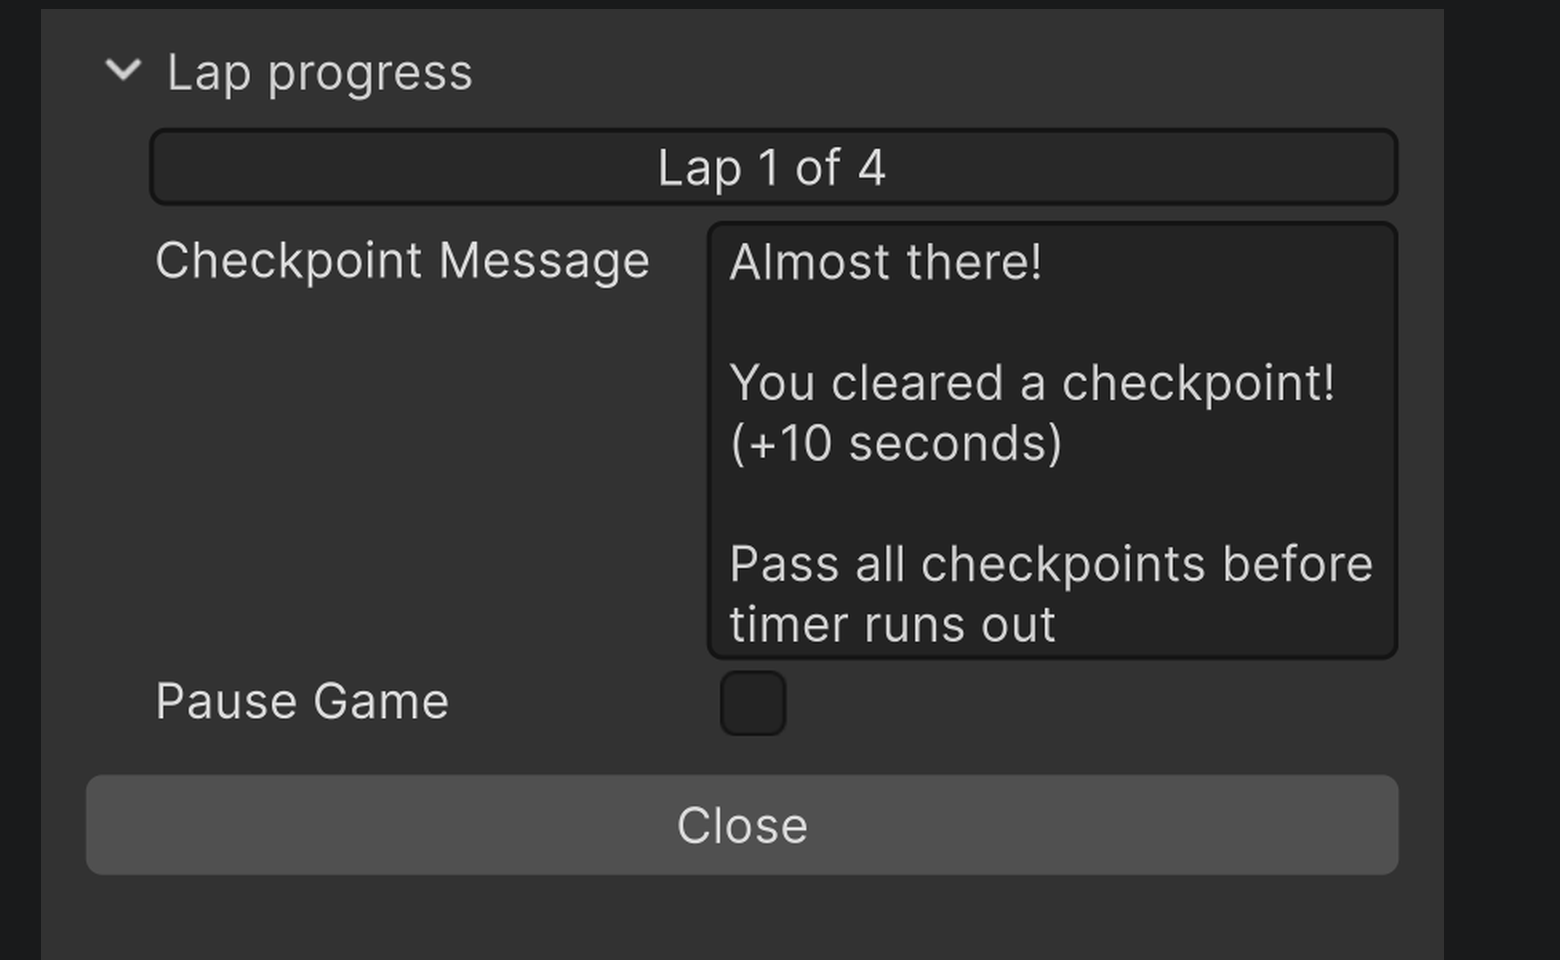 Lap progress
Lap 1 of 4
Checkpoint Message
Almost there!
You cleared a checkpoint!
(+10 seconds)
Pass all checkpoints before
timer runs out
Pause Game
Close